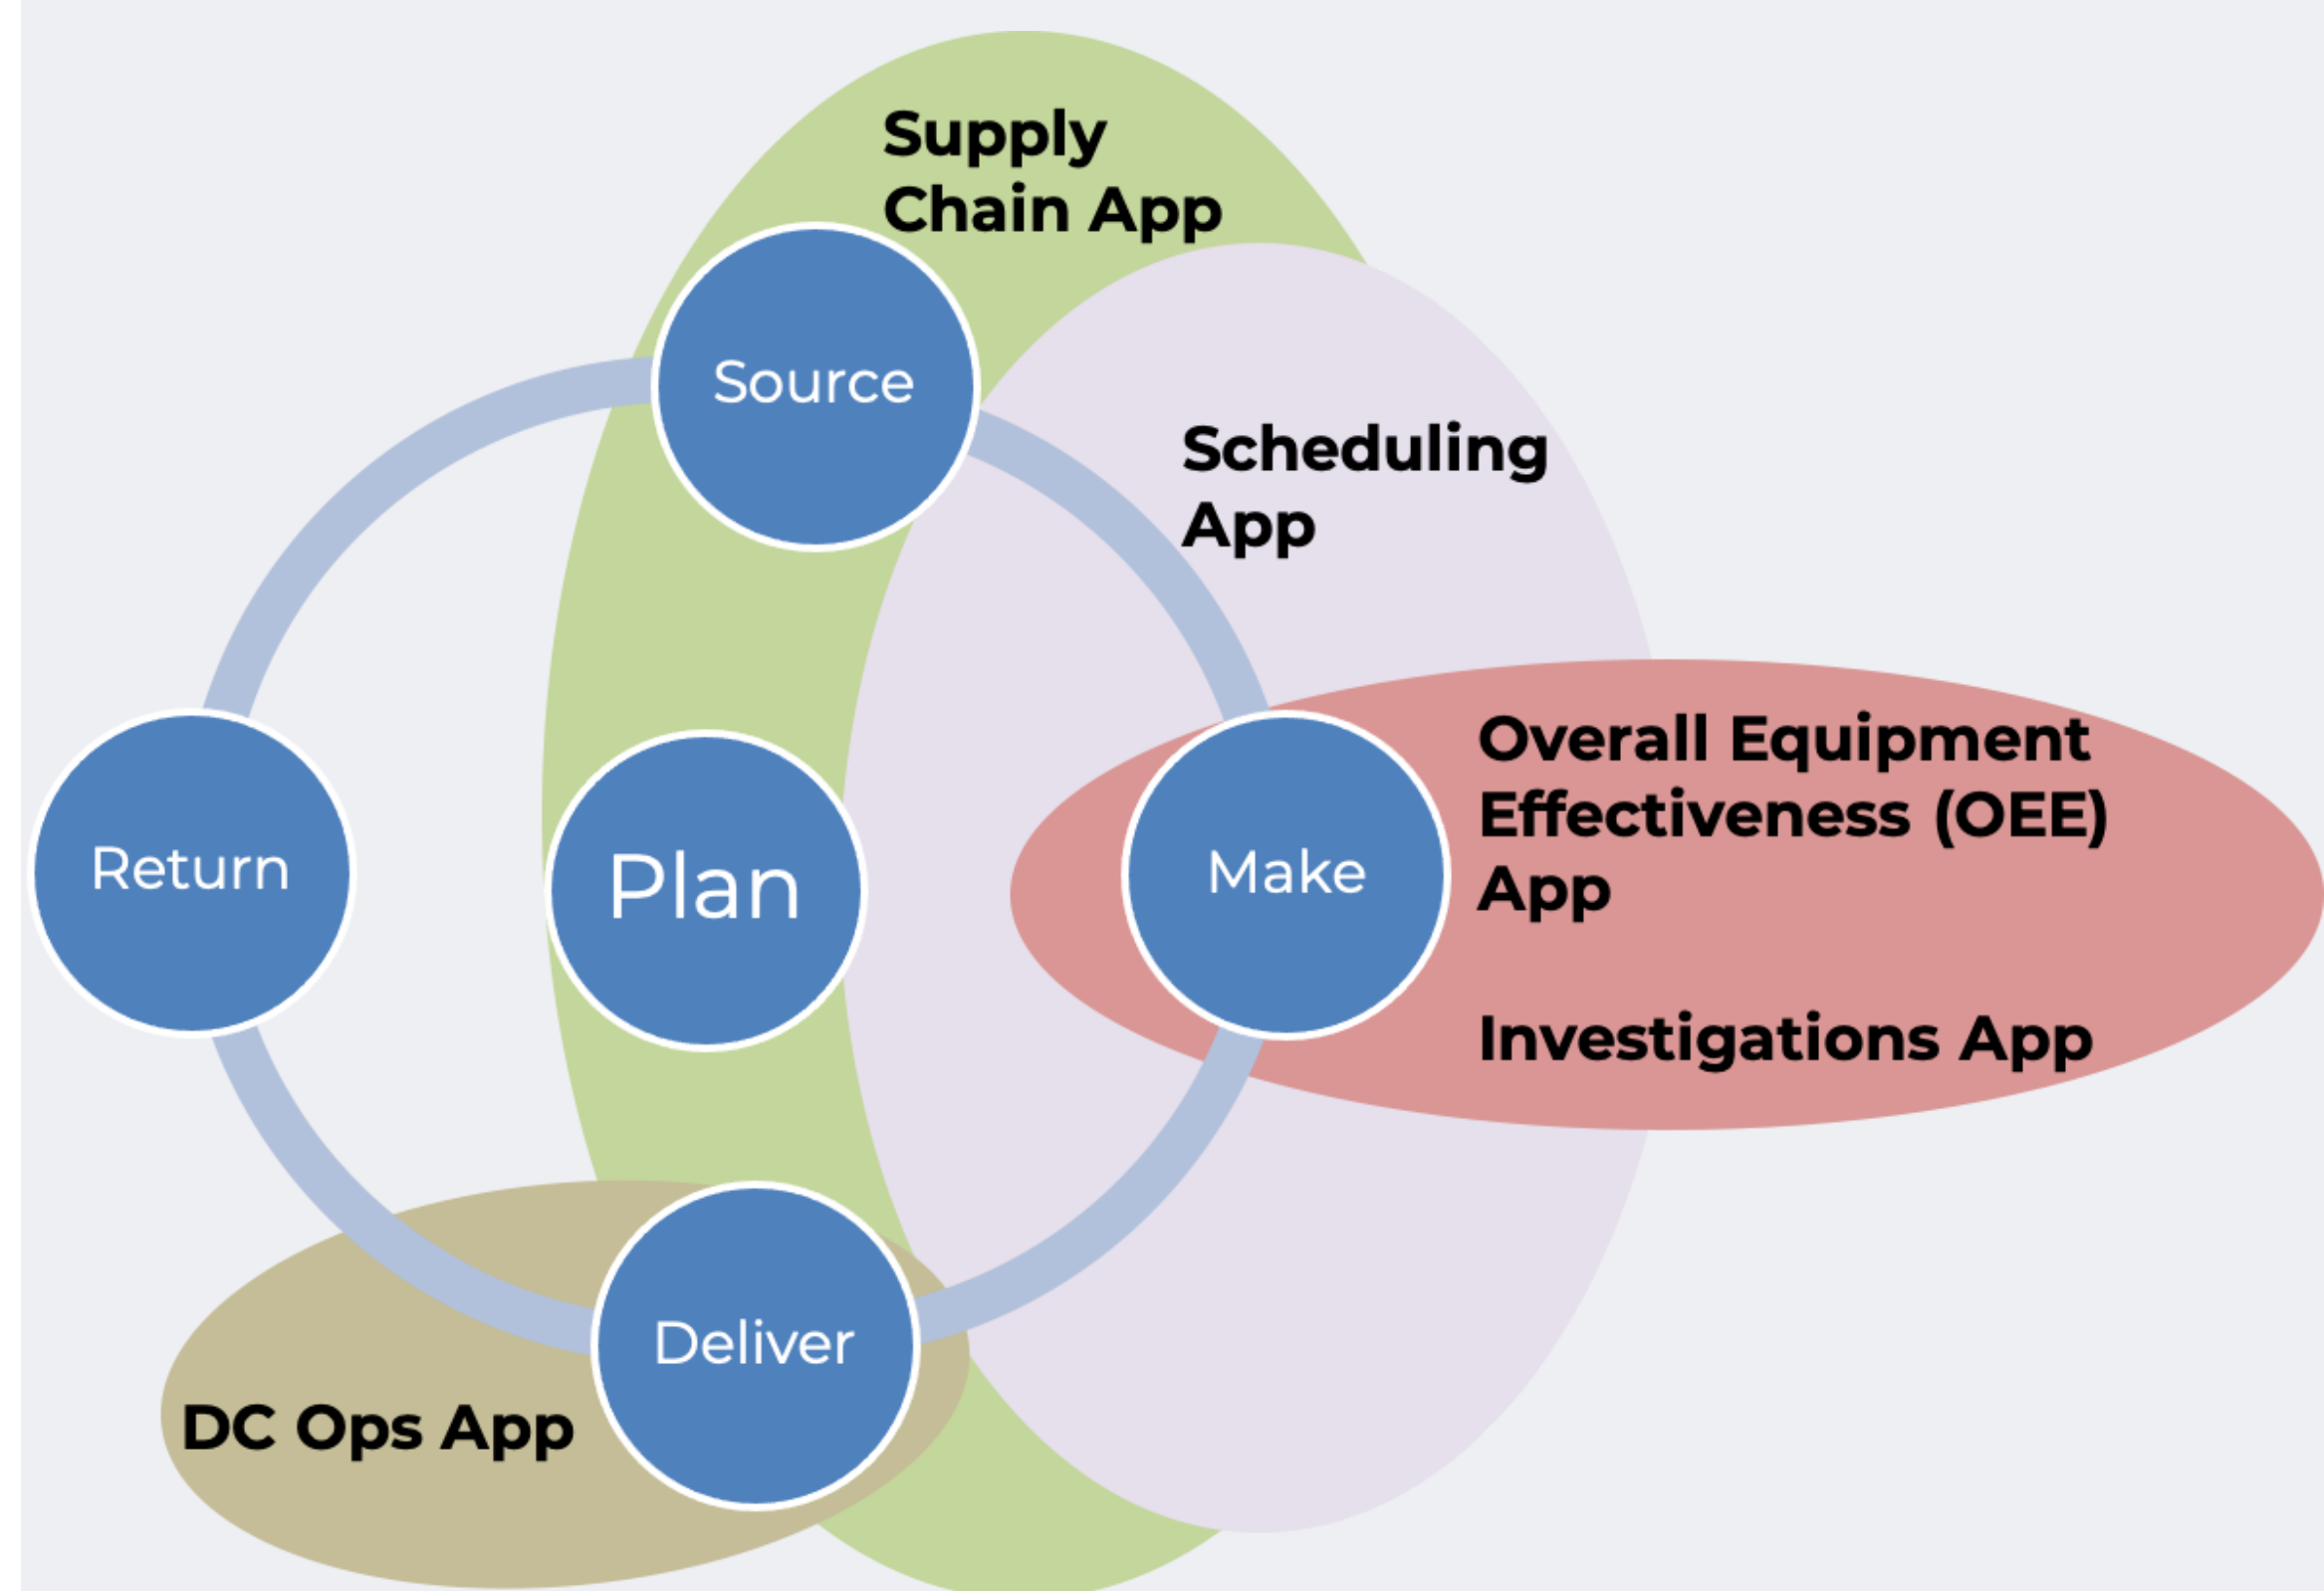 Supply
Chain App
Source
Scheduling
App
Return
Plan
Make
Overall Equipment
Effectiveness (OEE)
App
Investigations App
Deliver
DC Ops App